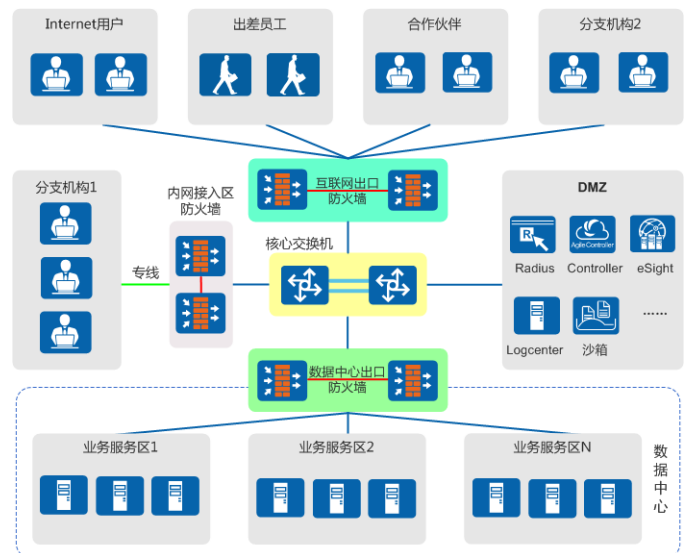 Internet用户
出差员工
合作伙伴
分支机构2
互联网出口
防火墙
分支机构1
内网接入区
防火墙
专线
核心交换机
DMZ
R
Agile Controller
Radius
Controller
eSight
Logcenter
沙箱
······
数据中心出口
防火墙
业务服务区1
业务服务区2
业务服务区N
数
据
中
心